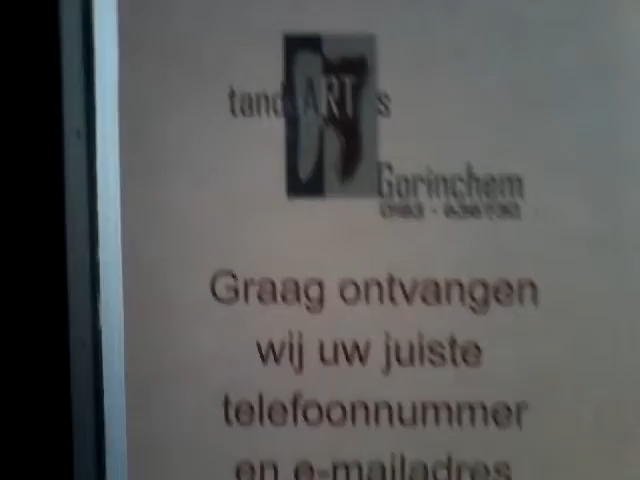 tandARTs
Gorinchem
Graag ontvangen
wij uw juiste
telefoonnummer
en e-mailadres